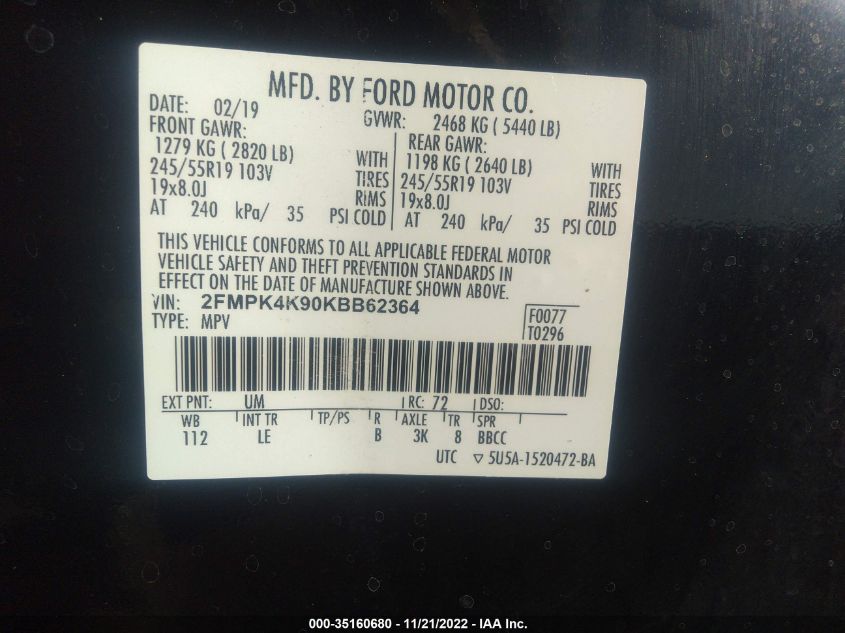 MFD. BY FORD MOTOR CO.
DATE: 02/19 GVWR: 2468 KG ( 5440 LB)
FRONT GAWR: REAR GAWR:
1279 KG ( 2820 LB) WITH 1198 KG ( 2640 LB) WITH
245/55R19 103V TIRES 245/55R19 103V TIRES
19x8.0J RIMS 19x8.0J RIMS
AT 240 kPa/ 35 PSI COLD AT 240 kPa/ 35 PSI COLD
THIS VEHICLE CONFORMS TO ALL APPLICABLE FEDERAL MOTOR
VEHICLE SAFETY AND THEFT PREVENTION STANDARDS IN
EFFECT ON THE DATE OF MANUFACTURE SHOWN ABOVE.
VIN: 2FMPK4K90KBB62364
TYPE: MPV
F0077
T0296
EXT PNT: UM RC: 72 DSO:
WB INT TR TP/PS R AXLE TR SPR
112 LE B 3K 8 BBCC
UTC ▽ 5U5A-1520472-BA
000-35160680 - 11/21/2022 - IAA Inc.